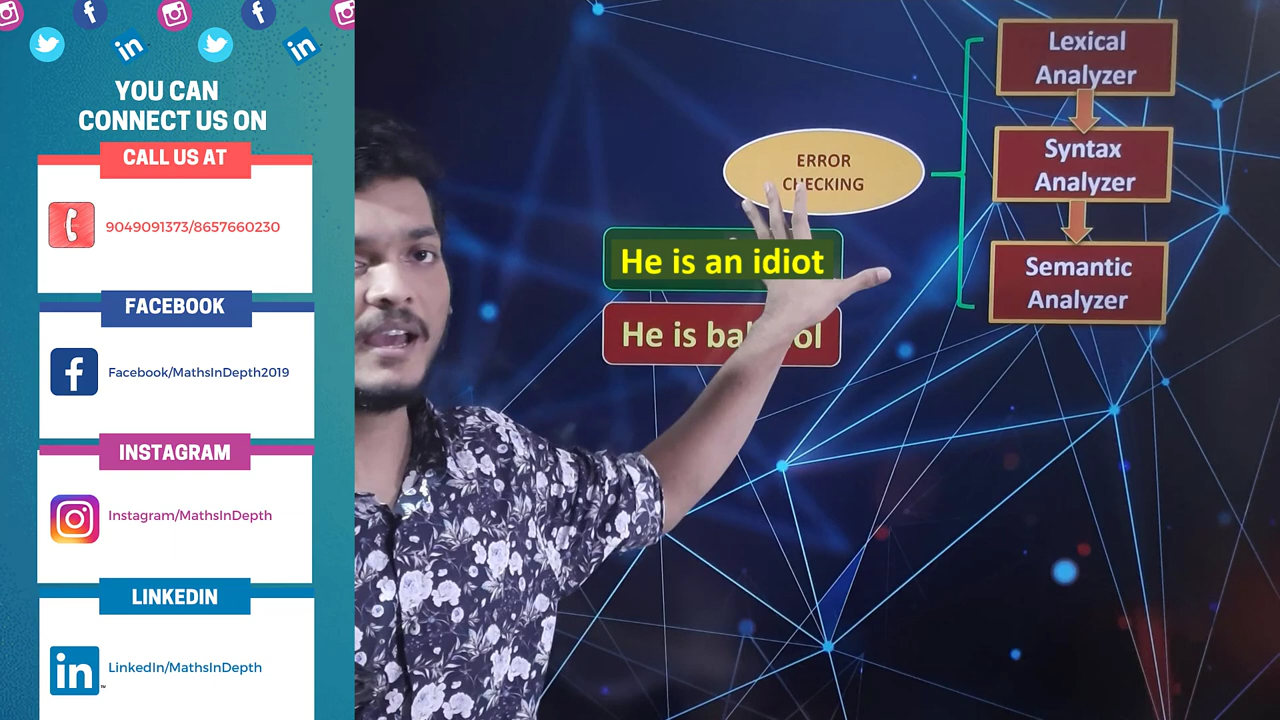 YOU CAN
CONNECT US ON
CALL US AT
9049091373/8657660230
FACEBOOK
Facebook/MathsInDepth2019
INSTAGRAM
Instagram/MathsInDepth
LINKEDIN
in
LinkedIn/MathsInDepth
ERROR
CHECKING
He is an idiot
He is
Lexical
Analyzer
Syntax
Analyzer
Semantic
Analyzer